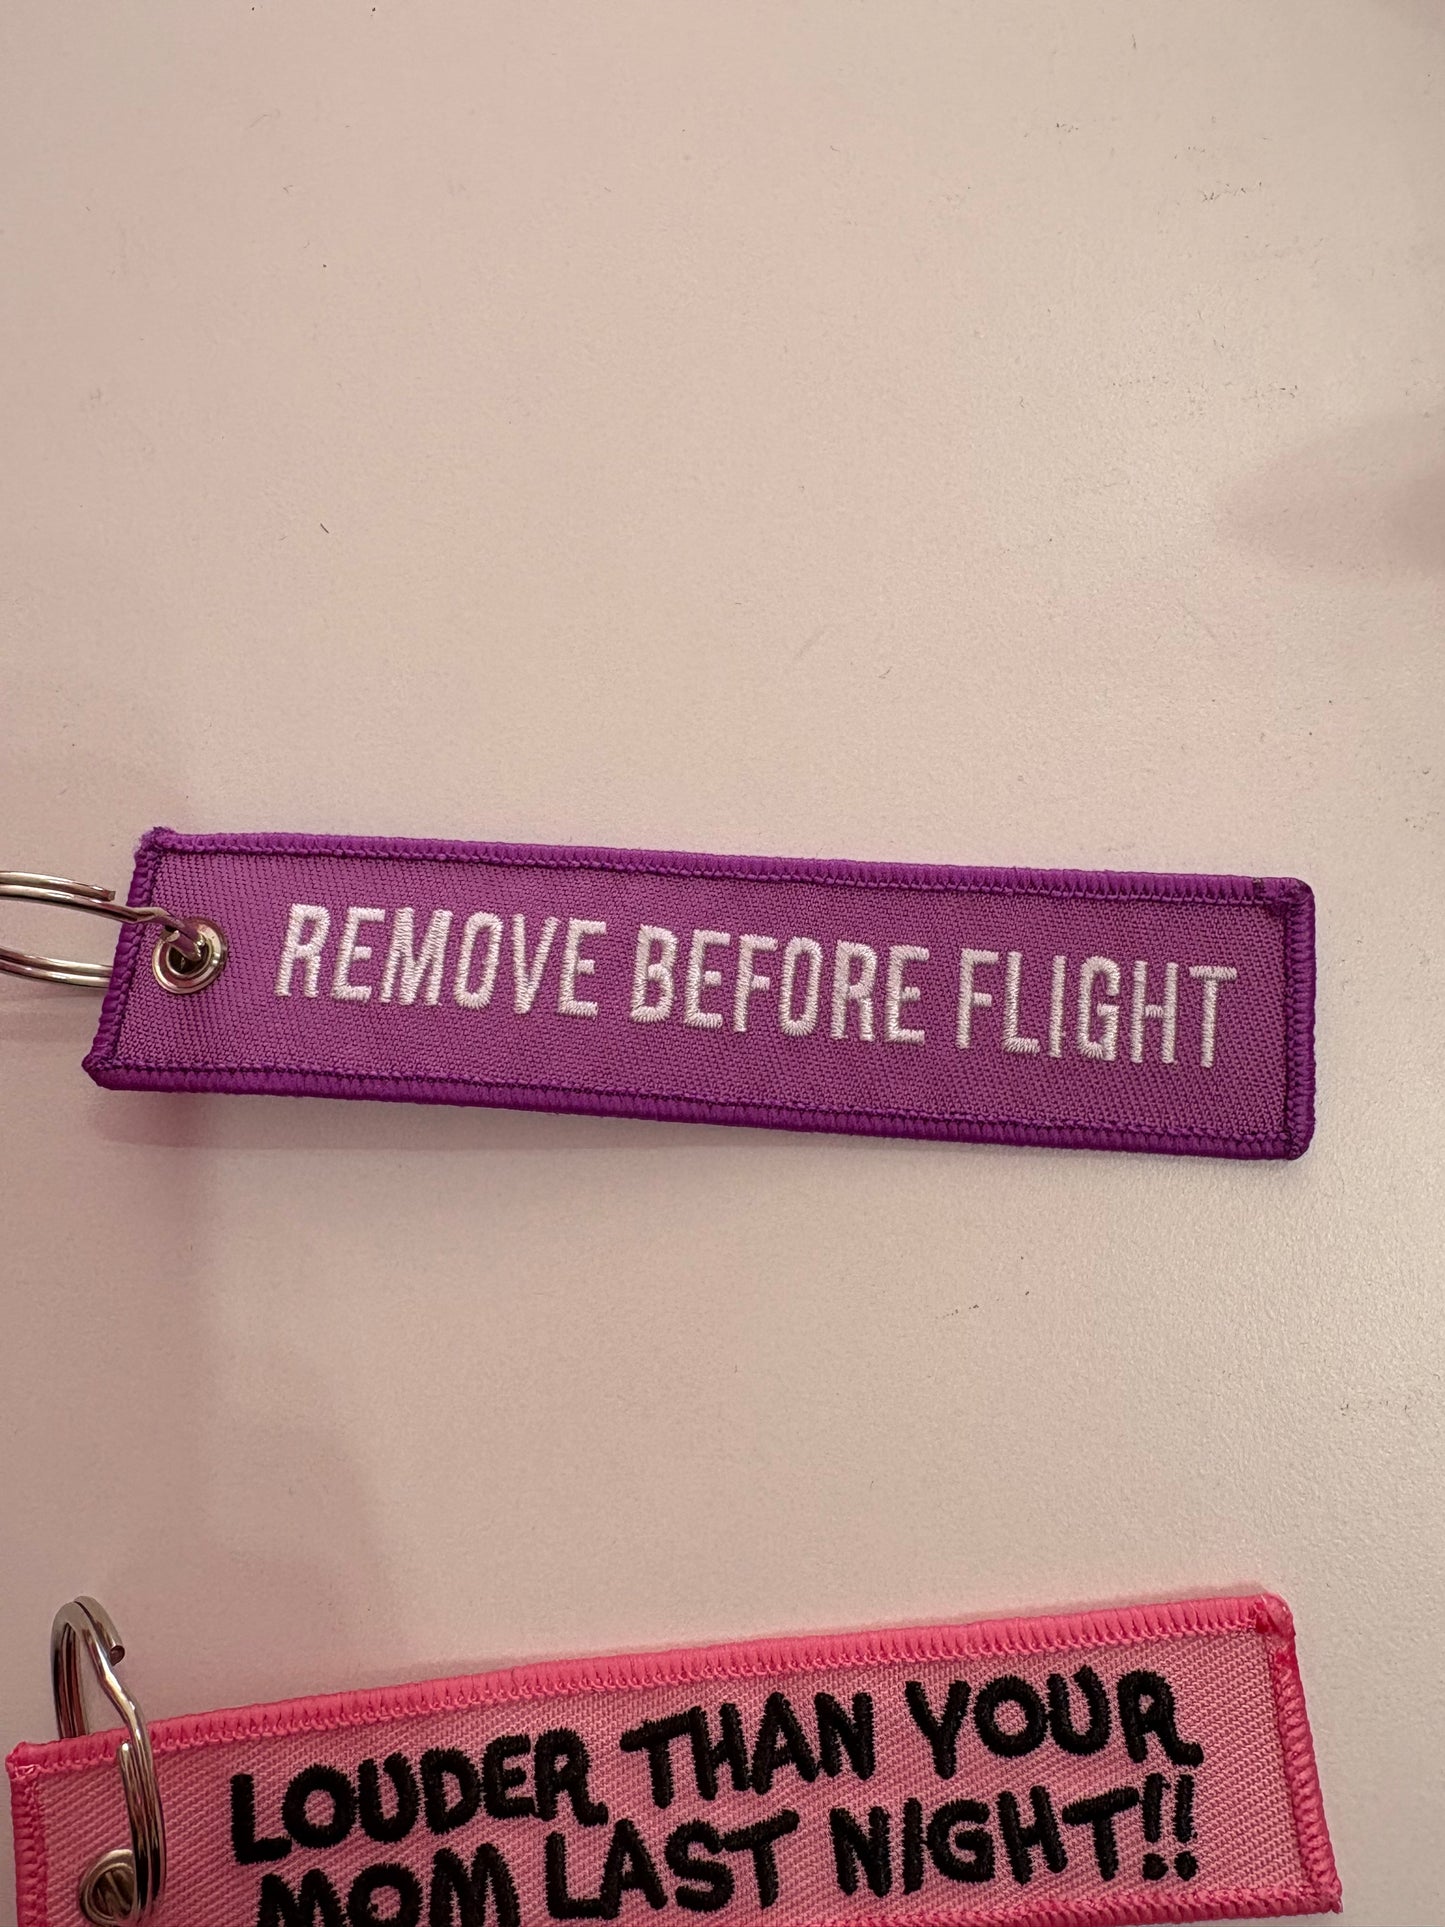 REMOVE BEFORE FLIGHT
LOUDER THAN YOUR
MOM LAST NIGHT!!